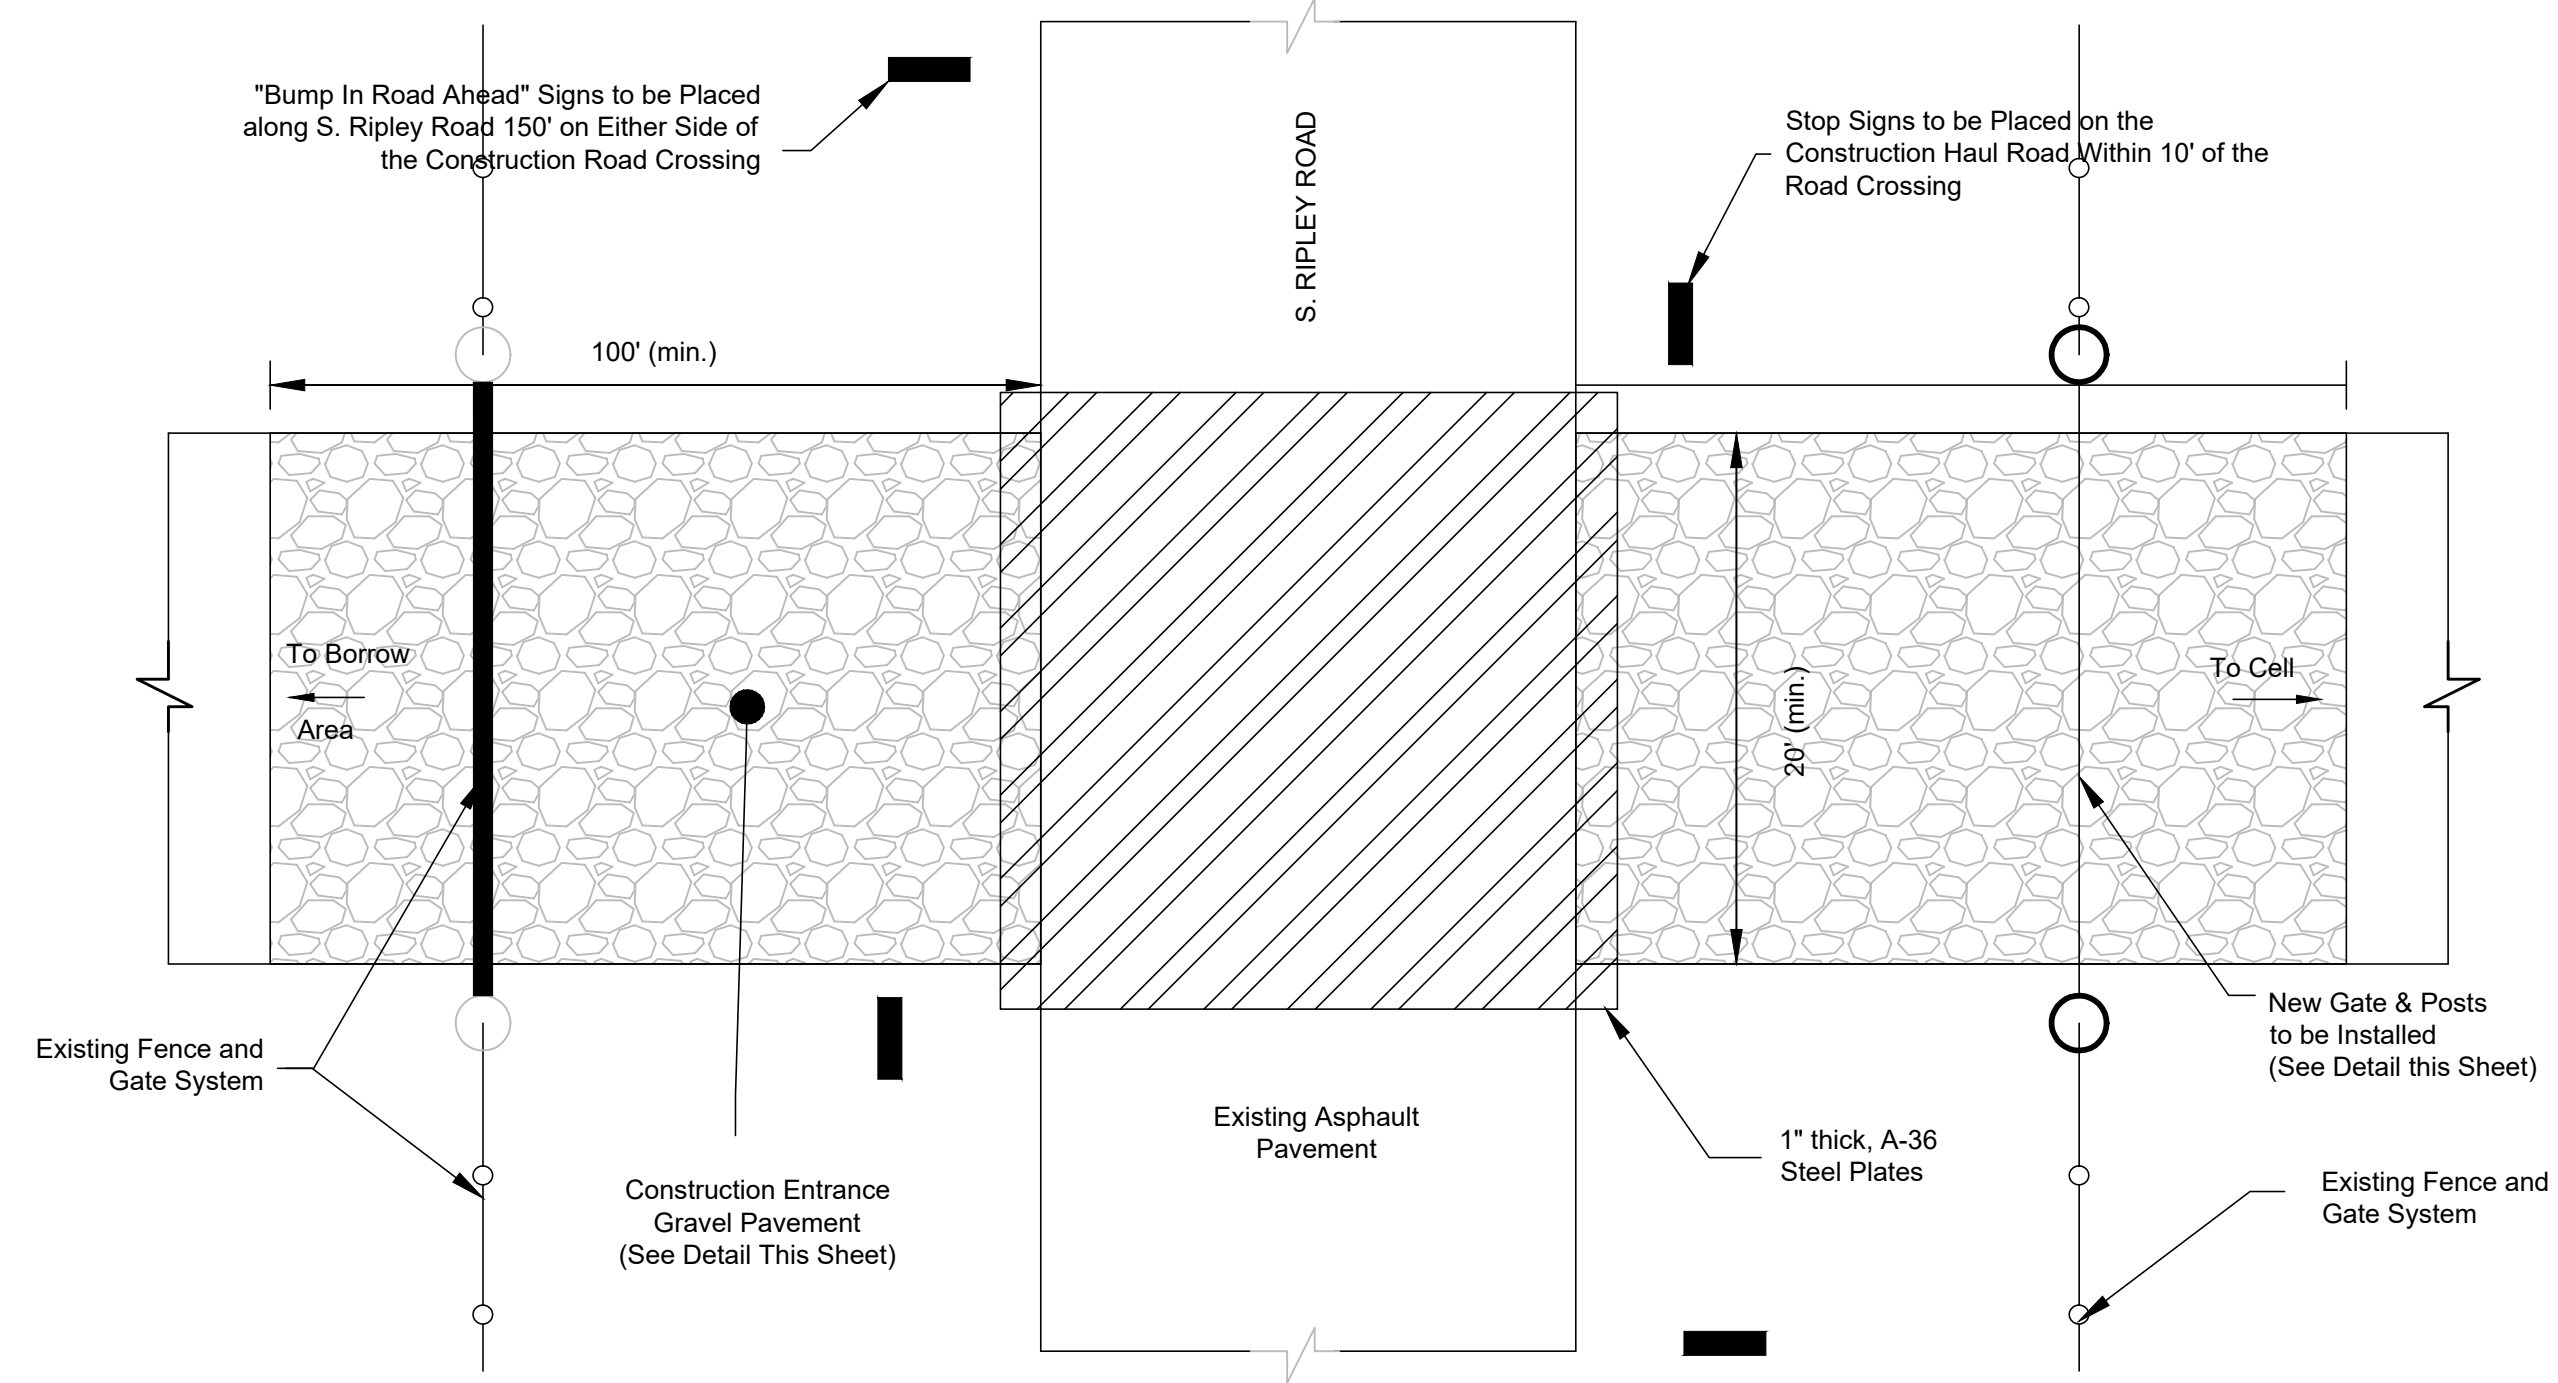 "Bump In Road Ahead" Signs to be Placed
along S. Ripley Road 150' on Either Side of
the Construction Road Crossing
S. RIPLEY ROAD
Stop Signs to be Placed on the
Construction Haul Road Within 10' of the
Road Crossing
100' (min.)
To Borrow
Area
20' (min.)
To Cell
Existing Fence and
Gate System
Construction Entrance
Gravel Pavement
(See Detail This Sheet)
Existing Asphault
Pavement
1" thick, A-36
Steel Plates
New Gate & Posts
to be Installed
(See Detail this Sheet)
Existing Fence and
Gate System